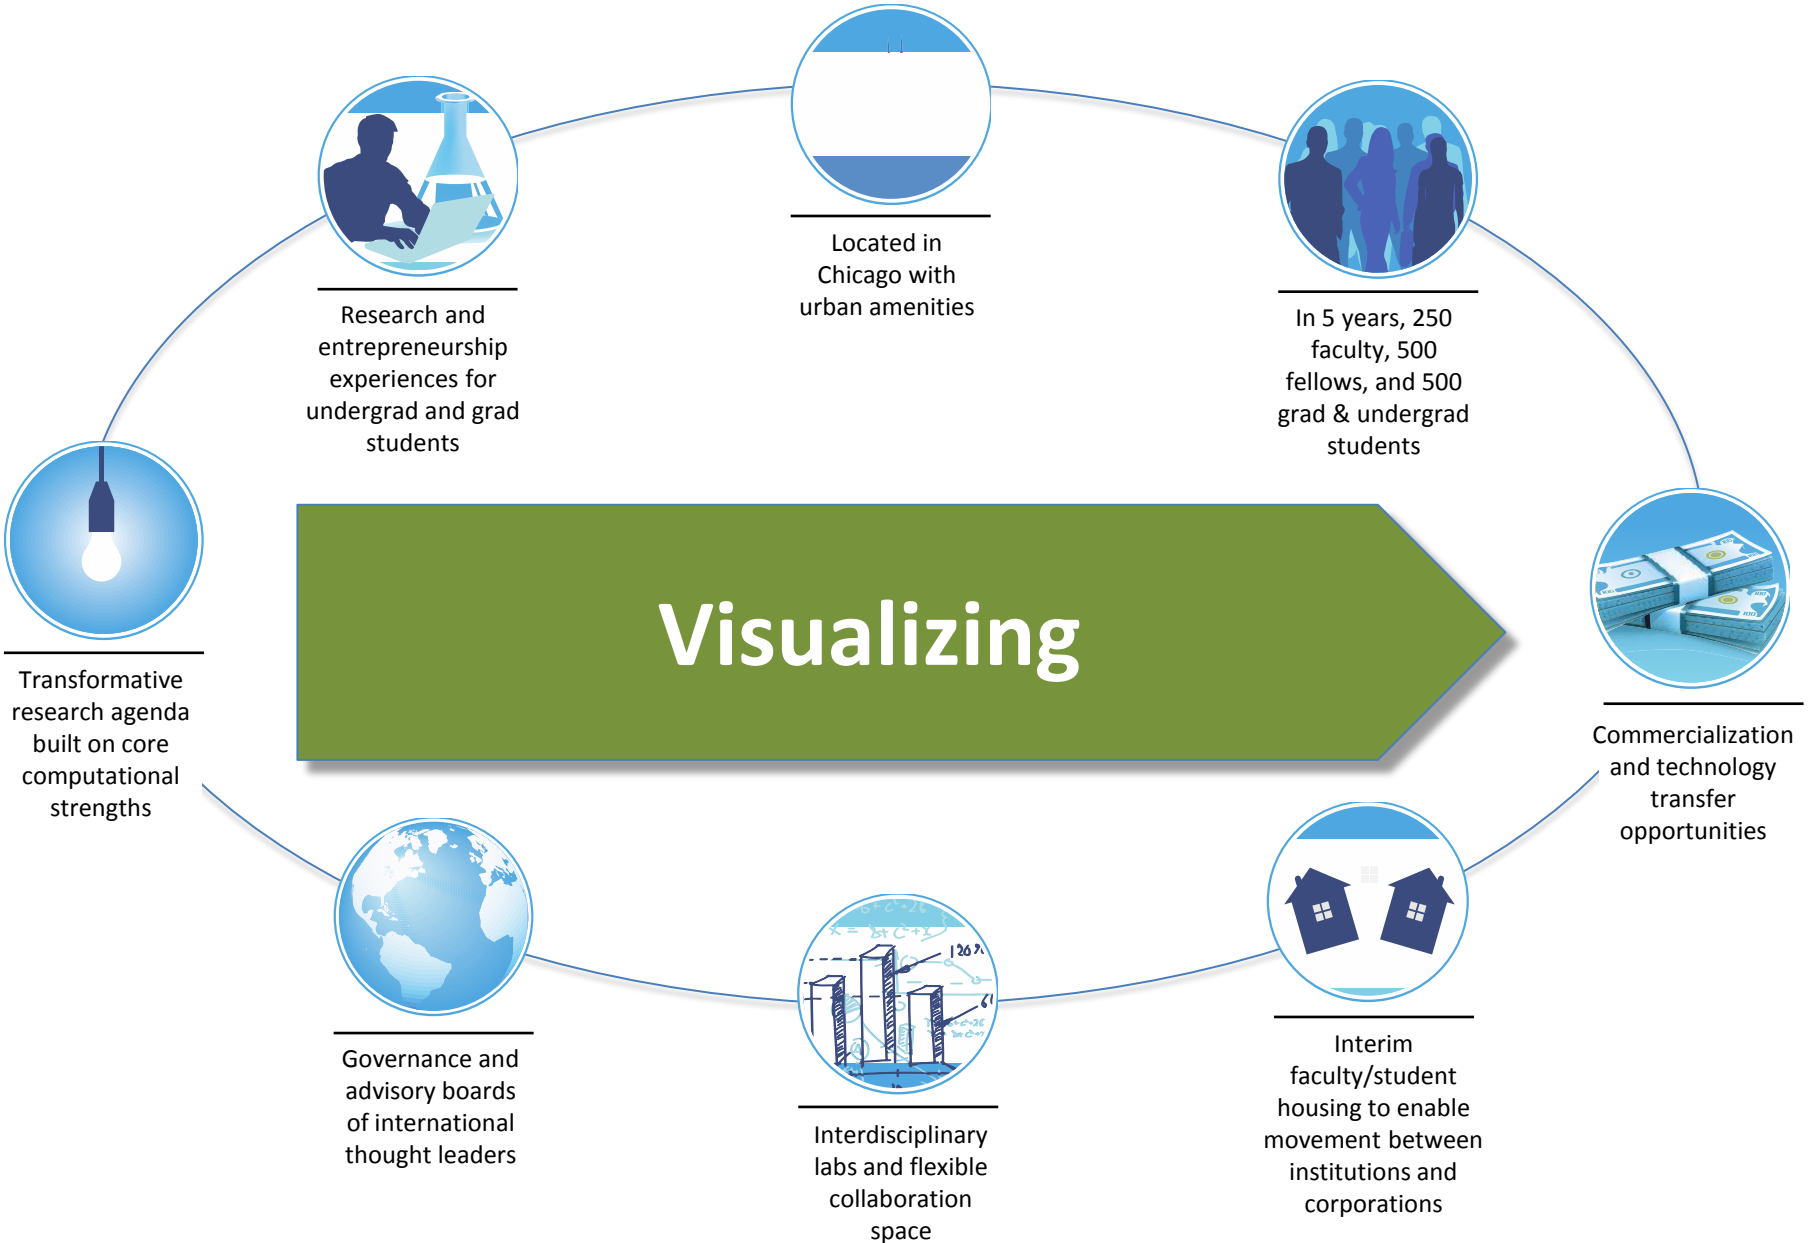 Located in
Chicago with
urban amenities
Research and
entrepreneurship
experiences for
undergrad and grad
students
In 5 years, 250
faculty, 500
fellows, and 500
grad & undergrad
students
Visualizing
Transformative
research agenda
built on core
computational
strengths
Commercialization
and technology
transfer
opportunities
Governance and
advisory boards
of international
thought leaders
120%
Interdisciplinary
labs and flexible
collaboration
space
Interim
faculty/student
housing to enable
movement between
institutions and
corporations